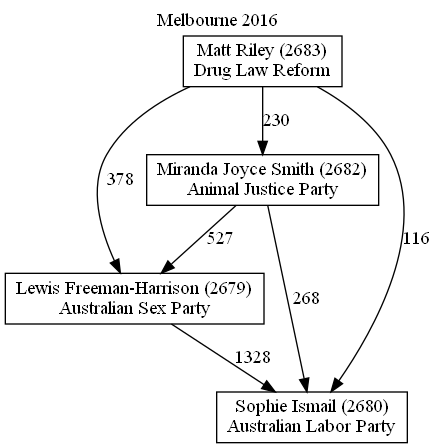 Melbourne 2016
Matt Riley (2683)
Drug Law Reform
230
Miranda Joyce Smith (2682)
Animal Justice Party
378
527
116
Lewis Freeman-Harrison (2679)
Australian Sex Party
268
1328
Sophie Ismail (2680)
Australian Labor Party